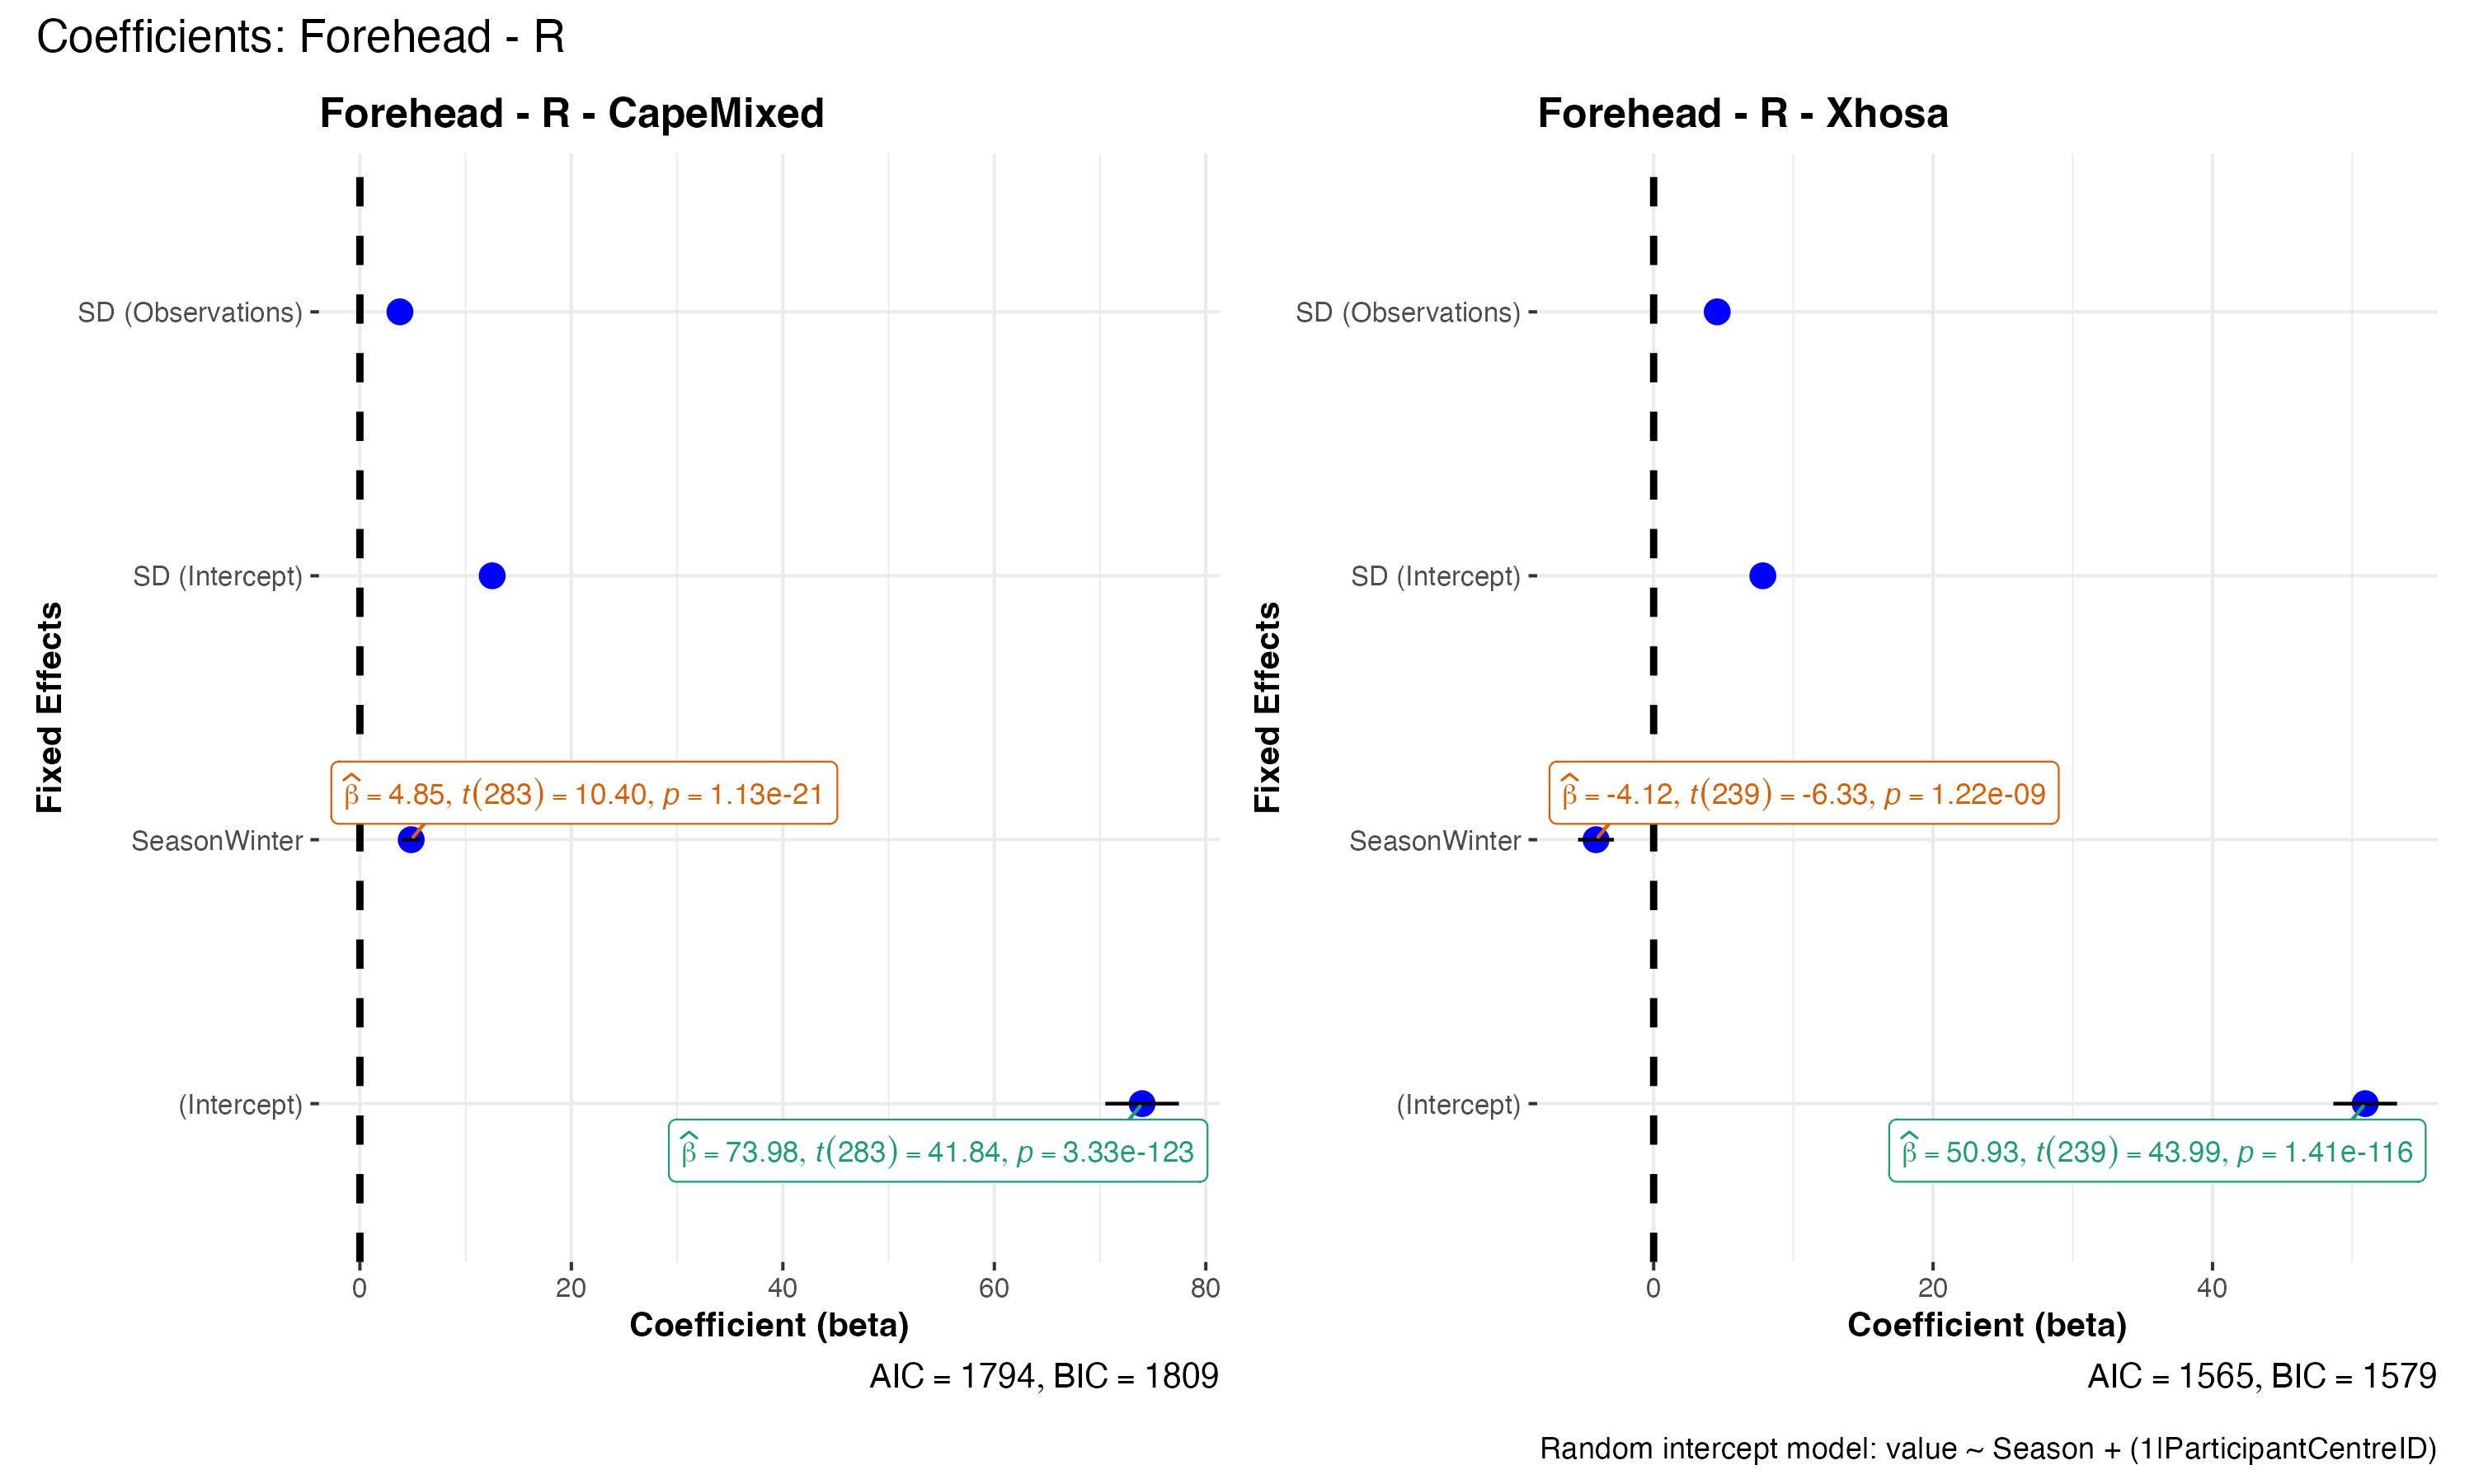 Coefficients: Forehead - R
Forehead - R - CapeMixed
Fixed Effects
SD (Observations)
SD (Intercept)
SeasonWinter
(Intercept)
β̂ = 4.85, t(283) = 10.40, p = 1.13e-21
β̂ = 73.98, t(283) = 41.84, p = 3.33e-123
0 20 40 60 80
Coefficient (beta)
AIC = 1794, BIC = 1809
Forehead - R - Xhosa
Fixed Effects
SD (Observations)
SD (Intercept)
SeasonWinter
(Intercept)
β̂ = -4.12, t(239) = -6.33, p = 1.22e-09
β̂ = 50.93, t(239) = 43.99, p = 1.41e-116
0 20 40
Coefficient (beta)
AIC = 1565, BIC = 1579
Random intercept model: value ~ Season + (1|ParticipantCentreID)